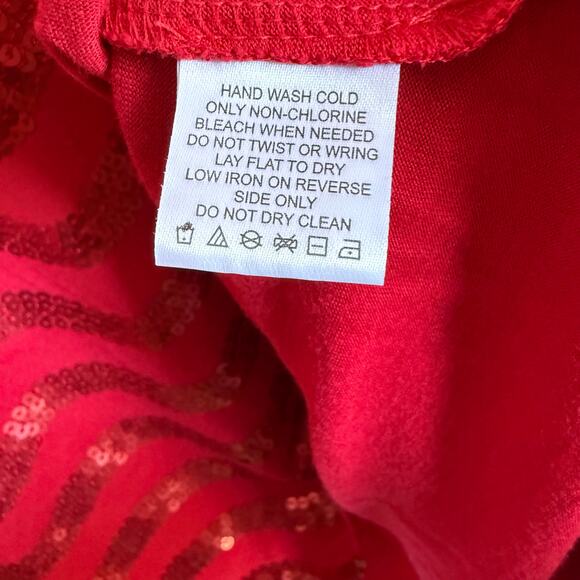 HAND WASH COLD
ONLY NON-CHLORINE
BLEACH WHEN NEEDED
DO NOT TWIST OR WRING
LAY FLAT TO DRY
LOW IRON ON REVERSE
SIDE ONLY
DO NOT DRY CLEAN